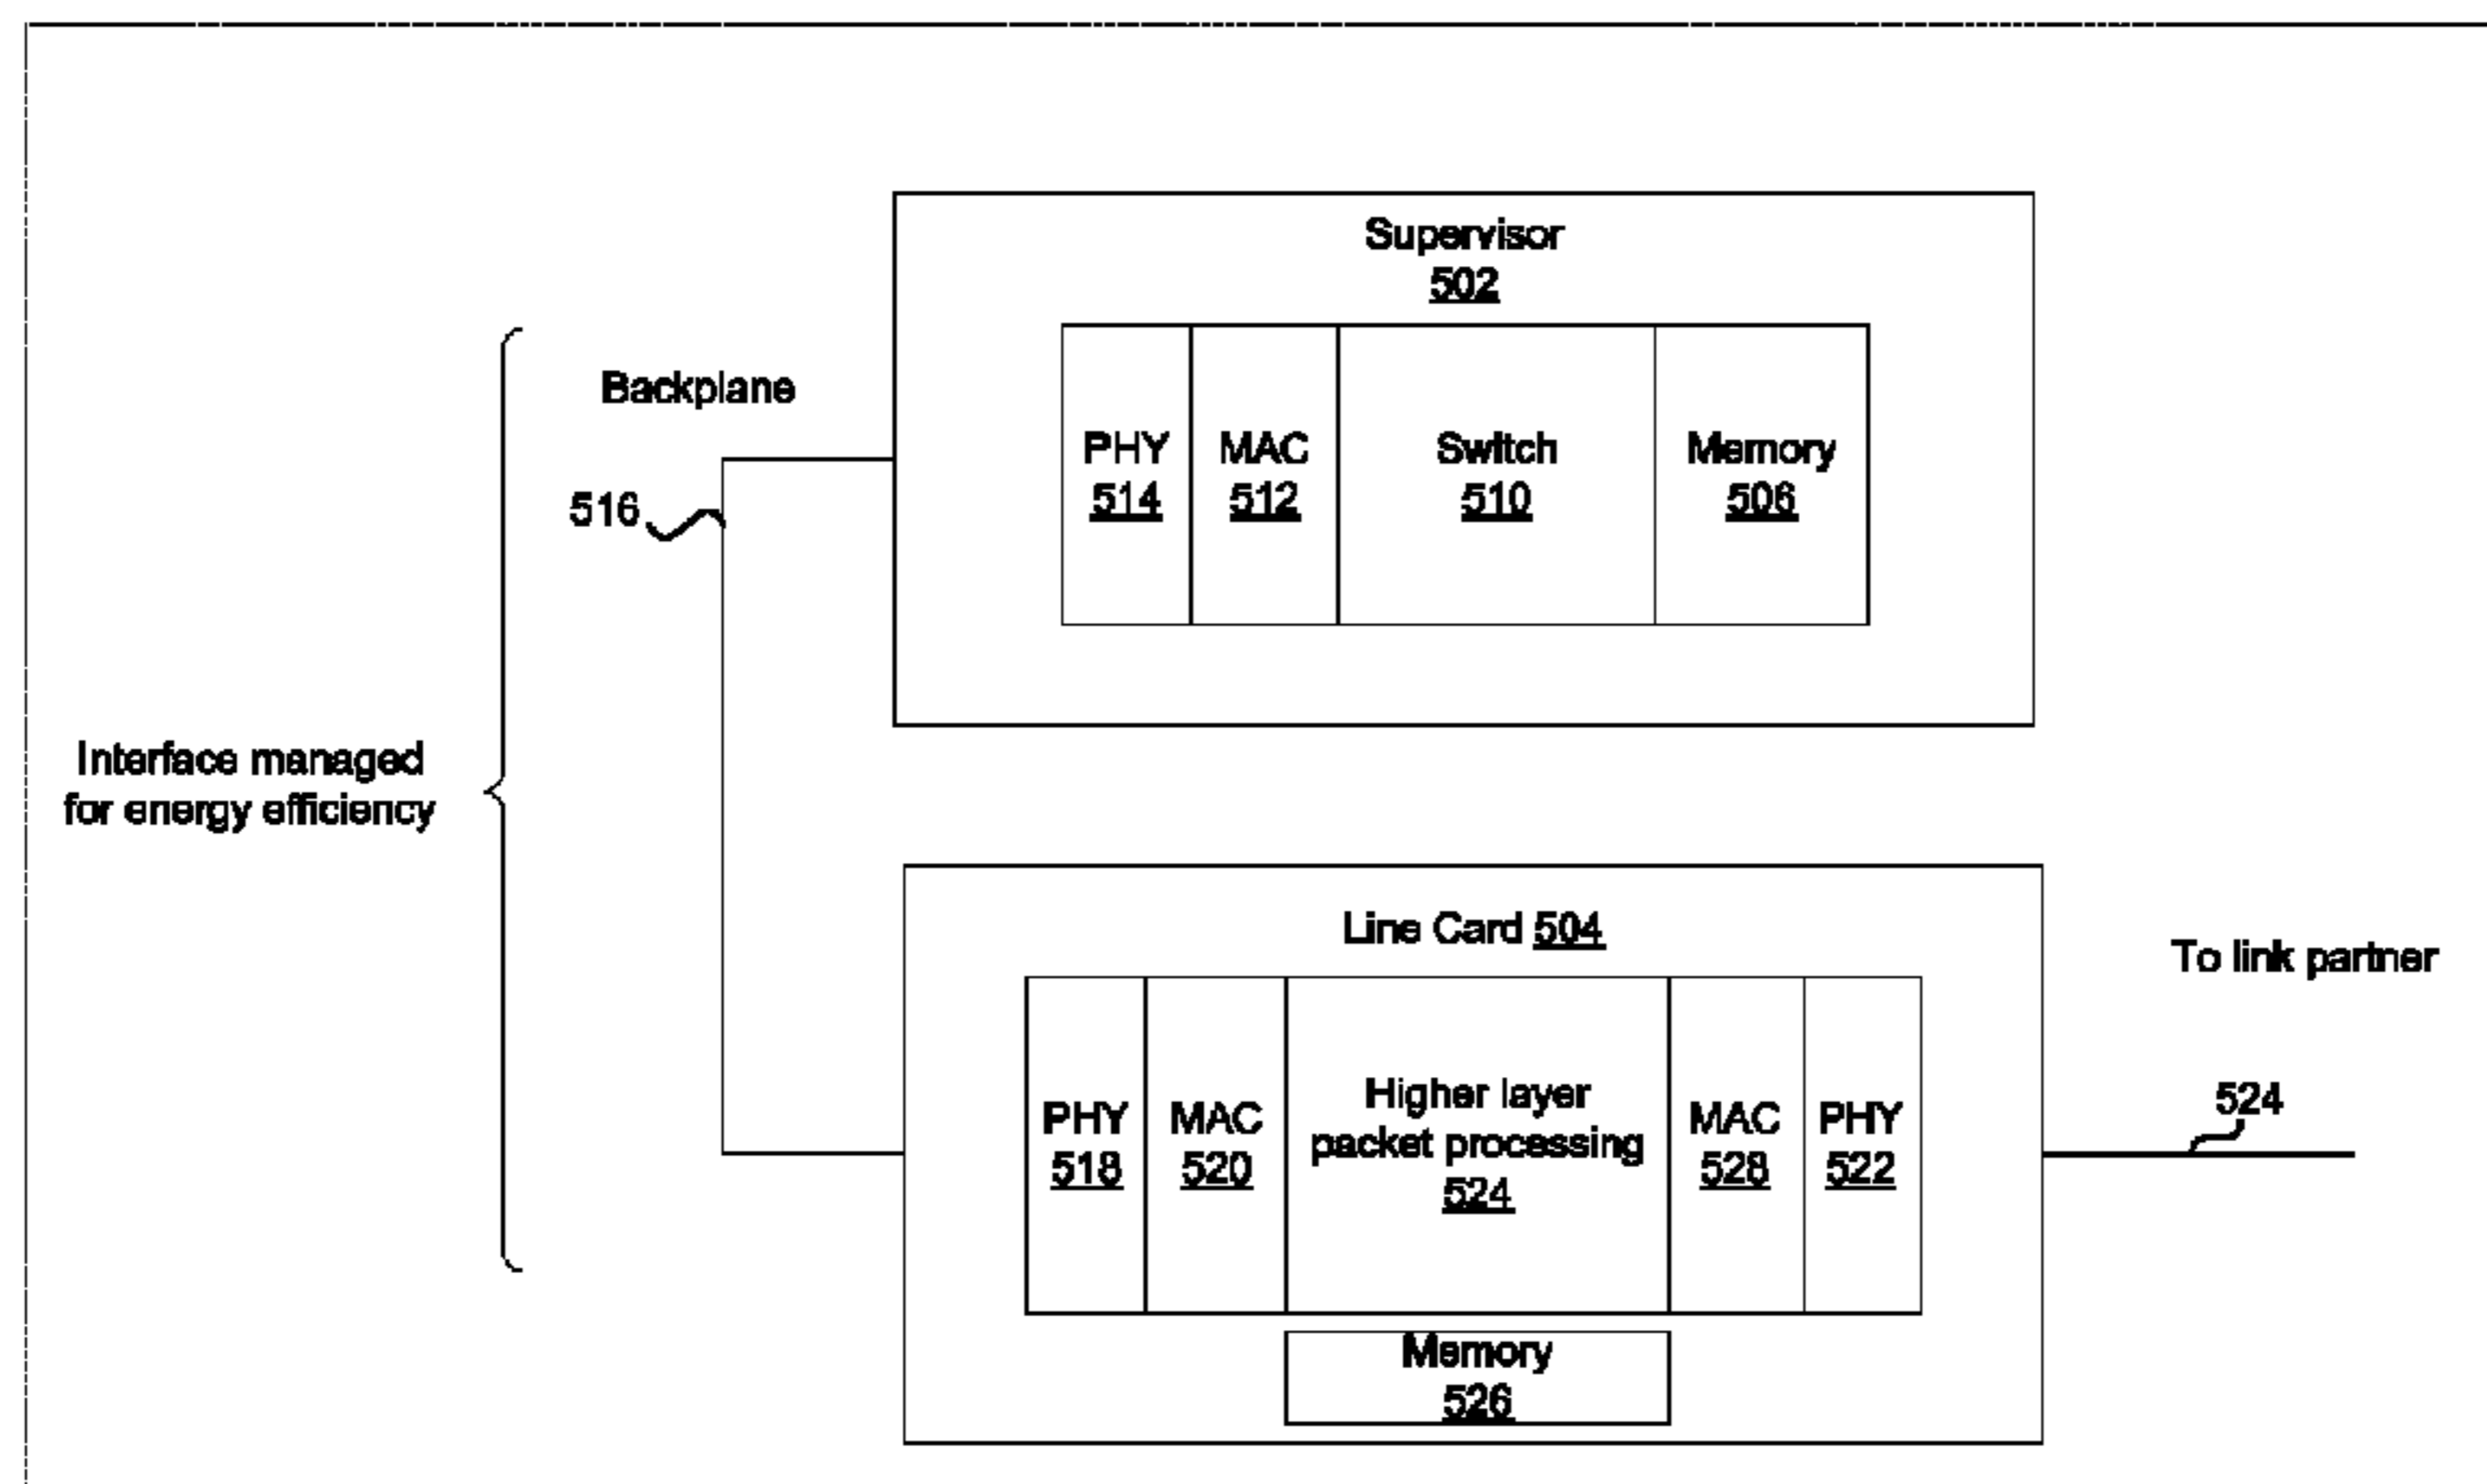 Supervisor
502
Backplane
516
PHY
514
MAC
512
Switch
510
Memory
506
Interface managed
for energy efficiency
Line Card 504
PHY
518
MAC
520
Higher layer
packet processing
524
MAC
528
PHY
522
Memory
526
To link partner
524